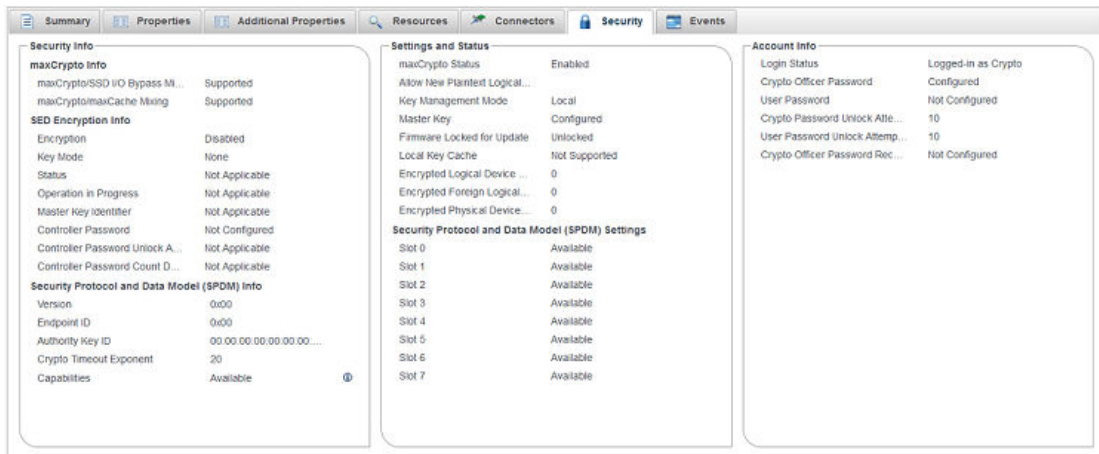 Summary
Properties
Additional Properties
Resources
Connectors
Security
Events
Security Info
maxCrypto Info
maxCrypto/SSD I/O Bypass Mi... Supported
maxCrypto/maxCache Mixing Supported
SED Encryption Info
Encryption Disabled
Key Mode None
Status Not Applicable
Operation in Progress Not Applicable
Master Key Identifier Not Applicable
Controller Password Not Configured
Controller Password Unlock A... Not Applicable
Controller Password Count D... Not Applicable
Security Protocol and Data Model (SPDM) Info
Version 0x00
Endpoint ID 0x00
Authority Key ID 00:00:00:00:00:00:00:...
Crypto Timeout Exponent 20
Capabilities Available
Settings and Status
maxCrypto Status Enabled
Allow New Plaintext Logical...
Key Management Mode Local
Master Key Configured
Firmware Locked for Update Unlocked
Local Key Cache Not Supported
Encrypted Logical Device ... 0
Encrypted Foreign Logical... 0
Encrypted Physical Device... 0
Security Protocol and Data Model (SPDM) Settings
Slot 0 Available
Slot 1 Available
Slot 2 Available
Slot 3 Available
Slot 4 Available
Slot 5 Available
Slot 6 Available
Slot 7 Available
Account Info
Login Status Logged-in as Crypto
Crypto Officer Password Configured
User Password Not Configured
Crypto Password Unlock Atte... 10
User Password Unlock Attemp... 10
Crypto Officer Password Rec... Not Configured